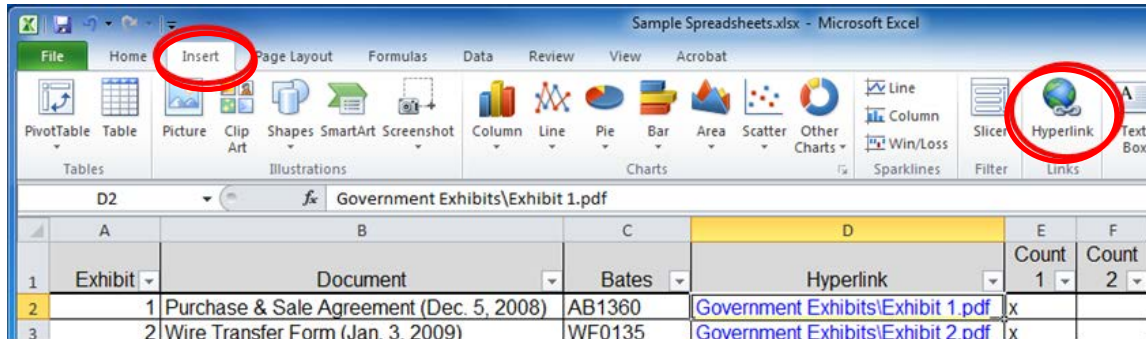 Sample Spreadsheets.xlsx - Microsoft Excel
File Home Insert Page Layout Formulas Data Review View Acrobat
PivotTable Table Picture Clip Art Shapes SmartArt Screenshot Column Line Pie Bar Area Scatter Other Charts Line Column Win/Loss Slicer Hyperlink Text Box
Tables Illustrations Charts Sparklines Filter Links
D2 fx Government Exhibits\Exhibit 1.pdf
A B C D E F
1 Exhibit Document Bates Hyperlink Count 1 Count 2
2 1 Purchase & Sale Agreement (Dec. 5, 2008) AB1360 Government Exhibits\Exhibit 1.pdf x
3 2 Wire Transfer Form (Jan. 3, 2009) WF0135 Government Exhibits\Exhibit 2.pdf x